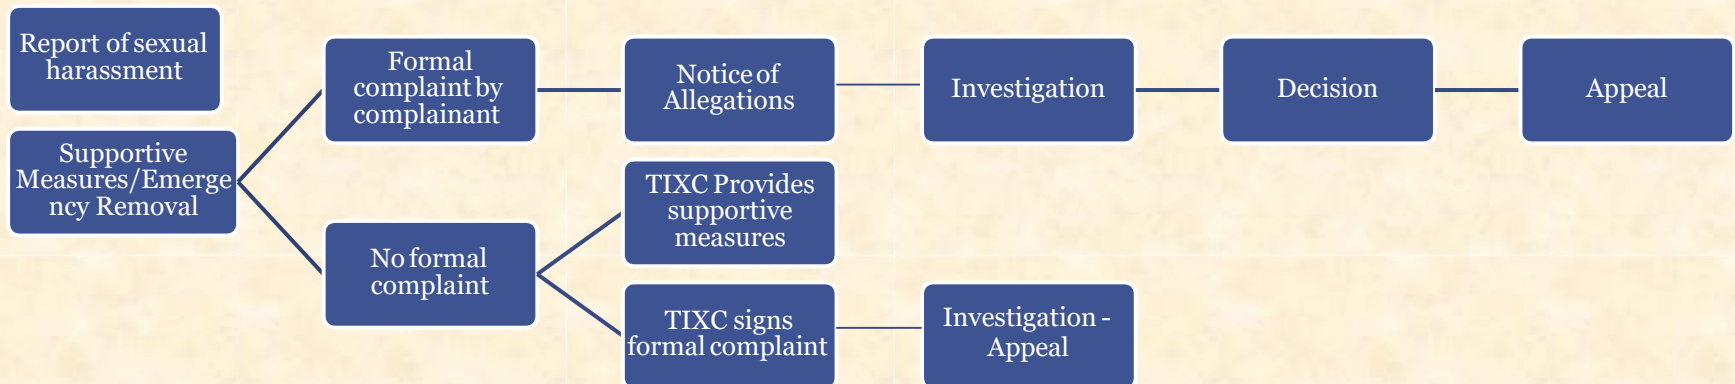 Report of sexual
harassment
Supportive
Measures/Emerge
ncy Removal
Formal
complaint by
complainant
No formal
complaint
Notice of
Allegations
TIXC Provides
supportive
measures
TIXC signs
formal complaint
Investigation
Investigation -
Appeal
Decision
Appeal